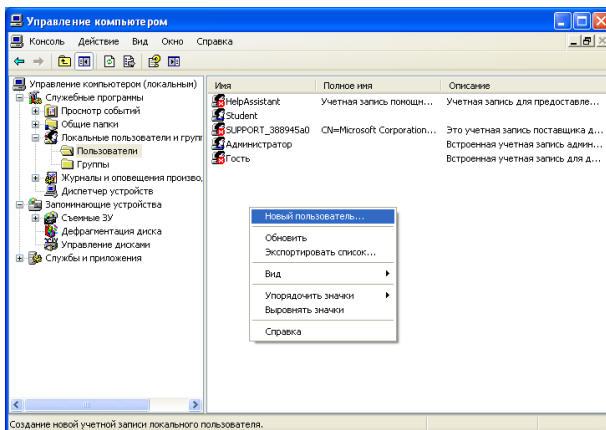 Управление компьютером
Консоль Действие Вид Окно Справка
Управление компьютером (локальным)
Служебные программы
Просмотр событий
Общие папки
Локальные пользователи и групп
Пользователи
Группы
Журналы и оповещения произво,
Диспетчер устройств
Запоминающие устройства
Съемные ЗУ
Дефрагментация диска
Управление дисками
Службы и приложения
Имя Полное имя Описание
HelpAssistant Учетная запись помощн... Учетная запись для предоставле...
Student
SUPPORT_388945a0 CN=Microsoft Corporation... Это учетная запись поставщика д...
Администратор Встроенная учетная запись админ...
Гость Встроенная учетная запись для д...
Новый пользователь...
Обновить
Экспортировать список...
Вид
Упорядочить значки
Выровнять значки
Справка
Создание новой учетной записи локального пользователя.